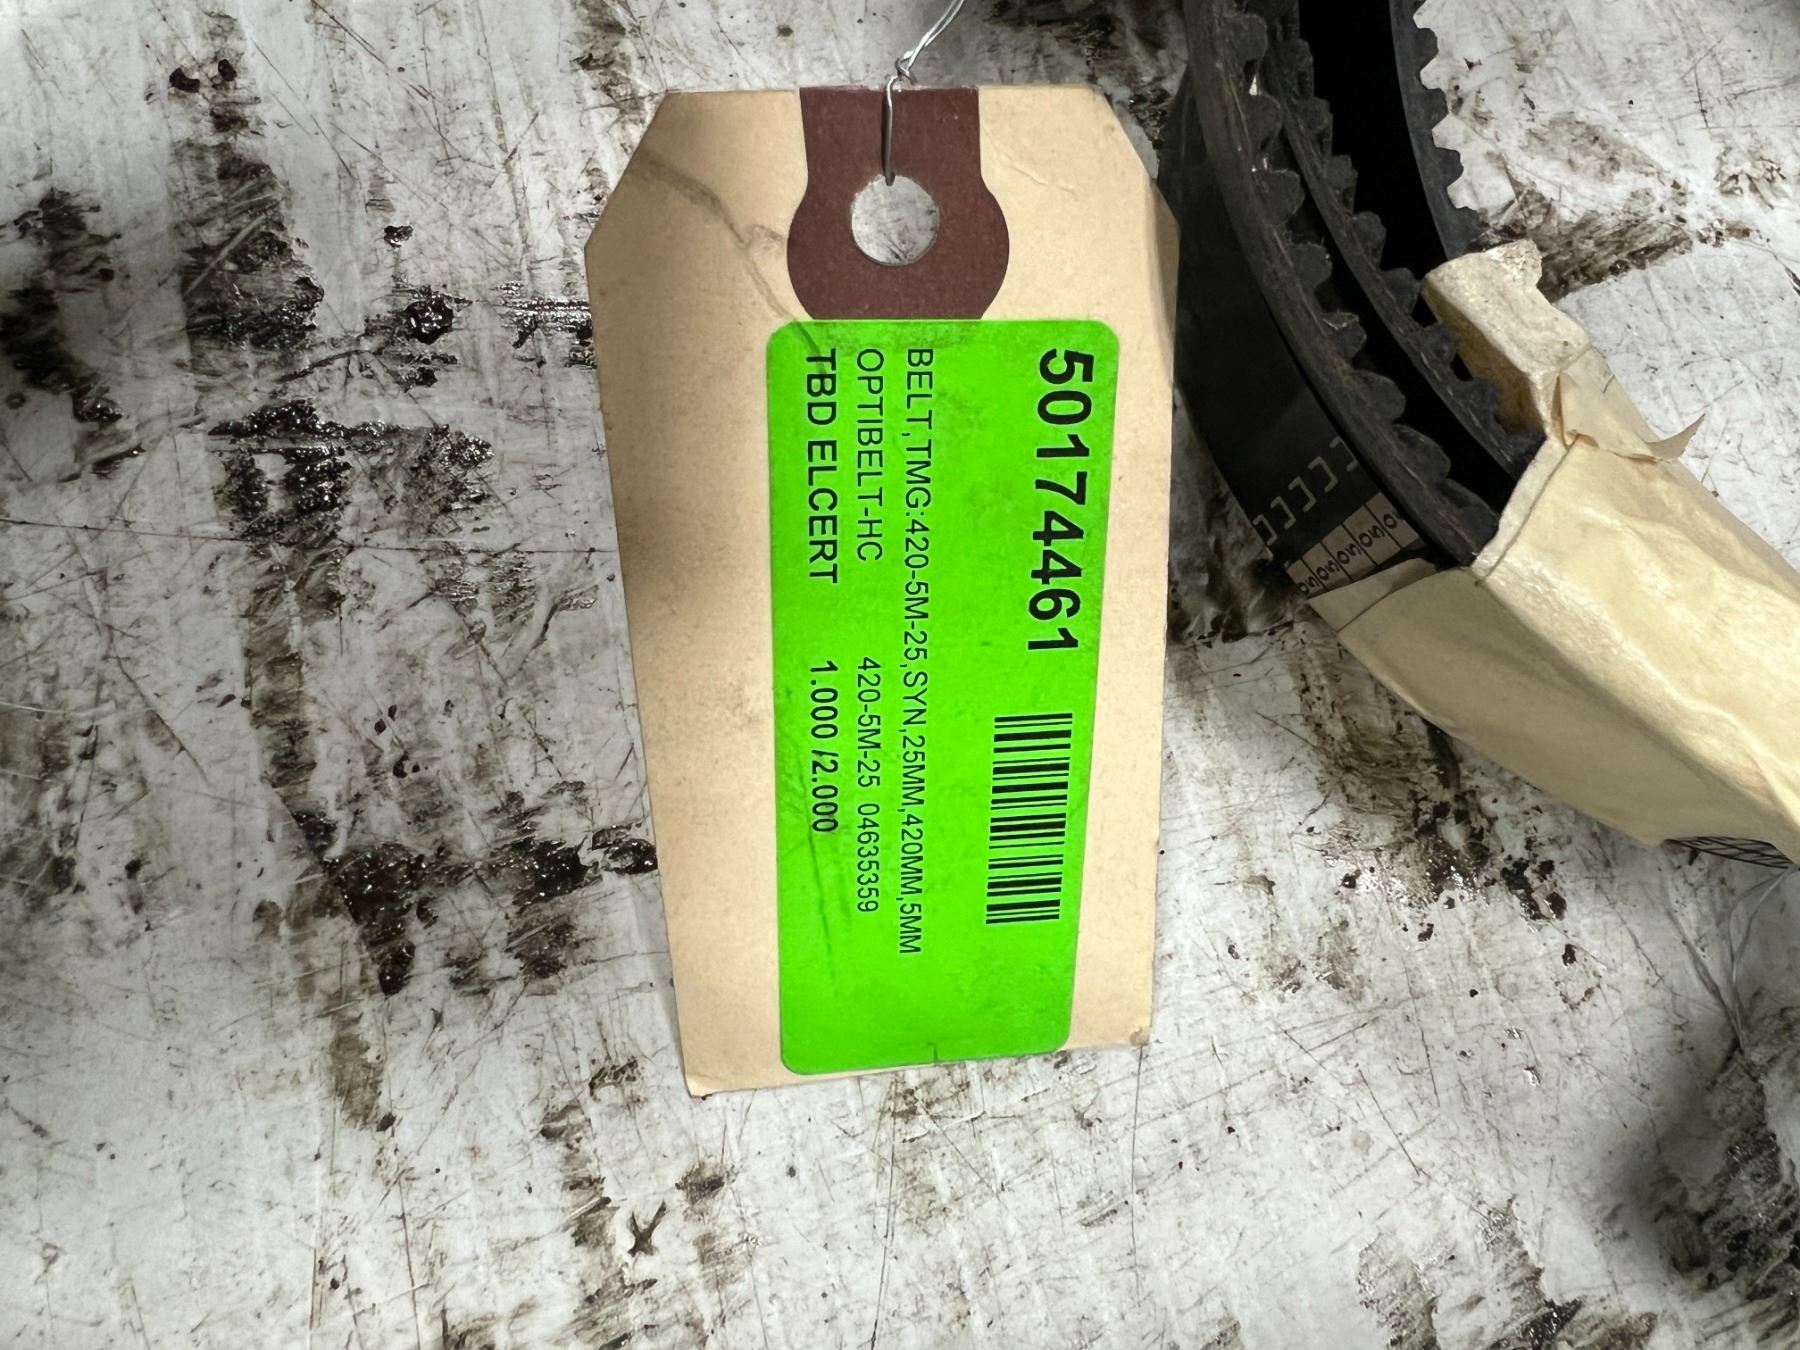 50174461
BELT,TMG:420-5M-25,SYN,25MM,420MM,5MM
OPTIBELT-HC 420-5M-25 04635359
TBD ELCERT 1.000 /2.000